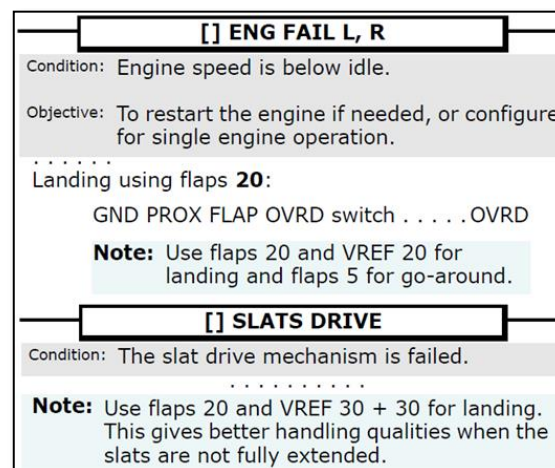 [] ENG FAIL L, R
Condition: Engine speed is below idle.
Objective: To restart the engine if needed, or configure
for single engine operation.
. . . . . .
Landing using flaps 20:
GND PROX FLAP OVRD switch . . . . . OVRD
Note: Use flaps 20 and VREF 20 for
landing and flaps 5 for go-around.
[] SLATS DRIVE
Condition: The slat drive mechanism is failed.
. . . . . . . . . .
Note: Use flaps 20 and VREF 30 + 30 for landing.
This gives better handling qualities when the
slats are not fully extended.